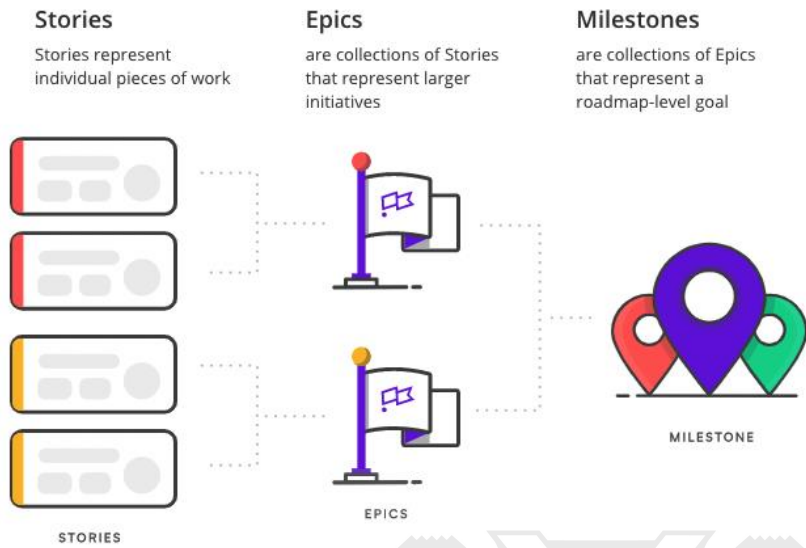 Stories
Stories represent
individual pieces of work
Epics
are collections of Stories
that represent larger
initiatives
Milestones
are collections of Epics
that represent a
roadmap-level goal
STORIES
EPICS
MILESTONE